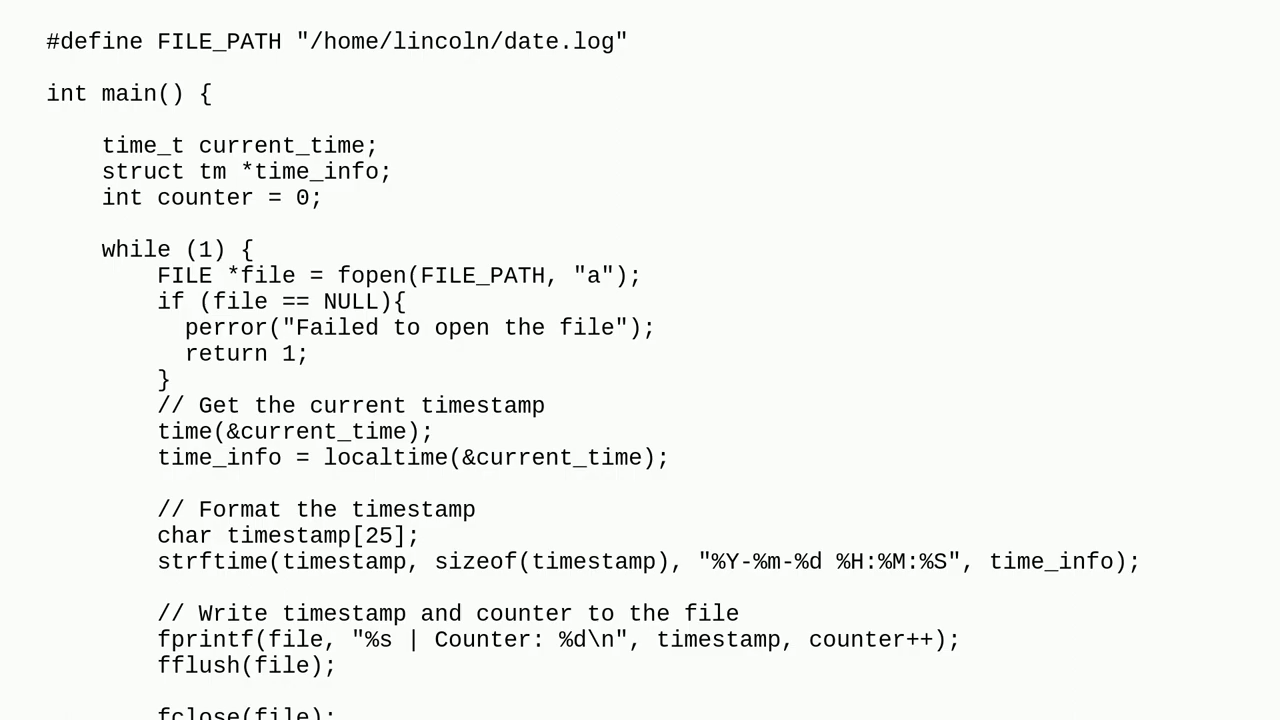 #define FILE_PATH "/home/lincoln/date.log"
int main() {
time_t current_time;
struct tm *time_info;
int counter = 0;
while (1) {
FILE *file = fopen(FILE_PATH, "a");
if (file == NULL){
perror("Failed to open the file");
return 1;
}
// Get the current timestamp
time(&current_time);
time_info = localtime(&current_time);
// Format the timestamp
char timestamp[25];
strftime(timestamp, sizeof(timestamp), "%Y-%m-%d %H:%M:%S", time_info);
// Write timestamp and counter to the file
fprintf(file, "%s | Counter: %d\n", timestamp, counter++);
fflush(file);
fclose(file);